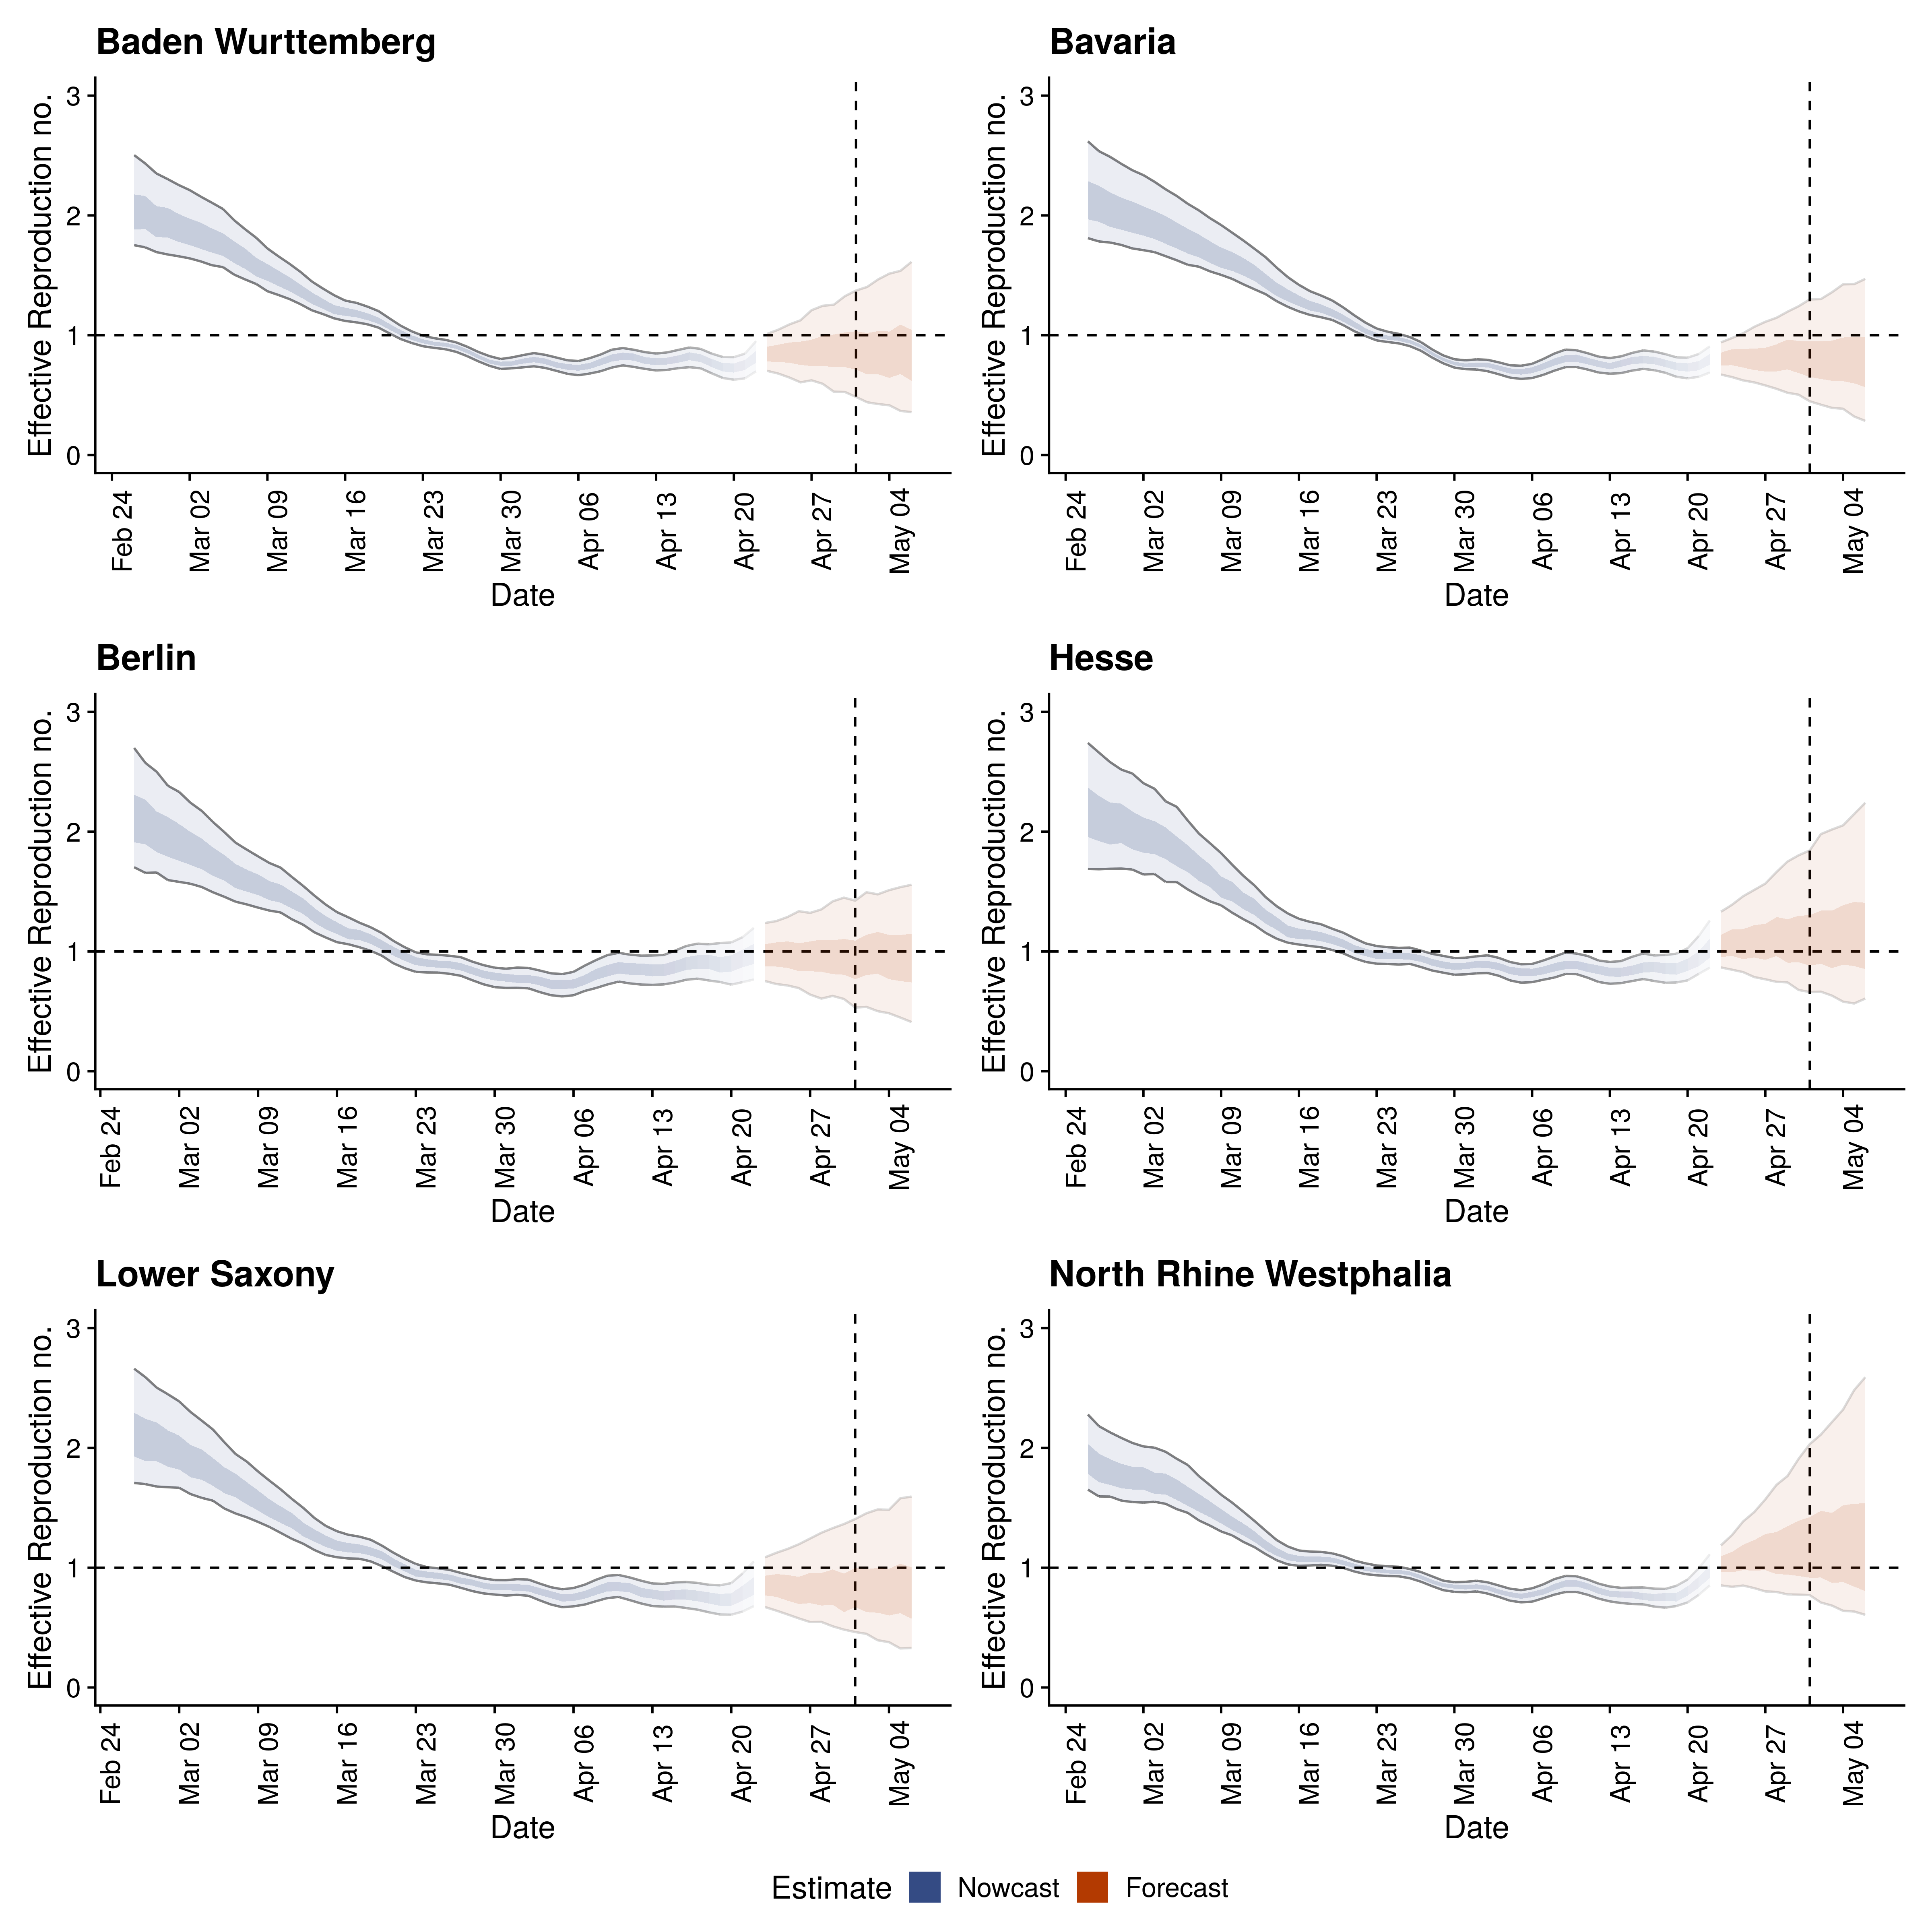 Baden Wurttemberg
Effective Reproduction no.
3
2
1
0
Feb 24 Mar 02 Mar 09 Mar 16 Mar 23 Mar 30 Apr 06 Apr 13 Apr 20 Apr 27 May 04
Date
Bavaria
Effective Reproduction no.
3
2
1
0
Feb 24 Mar 02 Mar 09 Mar 16 Mar 23 Mar 30 Apr 06 Apr 13 Apr 20 Apr 27 May 04
Date
Berlin
Effective Reproduction no.
3
2
1
0
Feb 24 Mar 02 Mar 09 Mar 16 Mar 23 Mar 30 Apr 06 Apr 13 Apr 20 Apr 27 May 04
Date
Hesse
Effective Reproduction no.
3
2
1
0
Feb 24 Mar 02 Mar 09 Mar 16 Mar 23 Mar 30 Apr 06 Apr 13 Apr 20 Apr 27 May 04
Date
Lower Saxony
Effective Reproduction no.
3
2
1
0
Feb 24 Mar 02 Mar 09 Mar 16 Mar 23 Mar 30 Apr 06 Apr 13 Apr 20 Apr 27 May 04
Date
North Rhine Westphalia
Effective Reproduction no.
3
2
1
0
Feb 24 Mar 02 Mar 09 Mar 16 Mar 23 Mar 30 Apr 06 Apr 13 Apr 20 Apr 27 May 04
Date
Estimate Nowcast Forecast